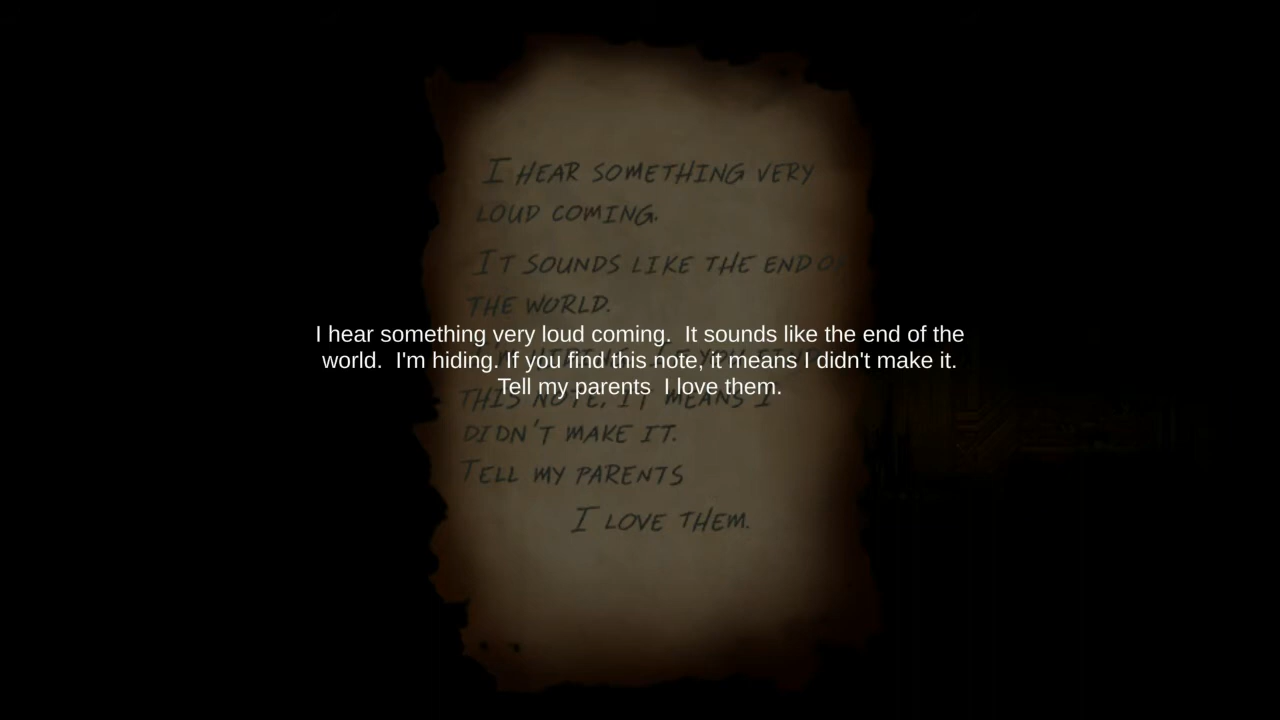 I HEAR SOMETHING VERY
LOUD COMING.
IT SOUNDS LIKE THE END OF
THE WORLD.
I hear something very loud coming.  It sounds like the end of the
world.  I'm hiding. If you find this note, it means I didn't make it.
Tell my parents  I love them.
THIS NOTE, IT MEANS I
DIDN'T MAKE IT.
TELL MY PARENTS
I LOVE THEM.